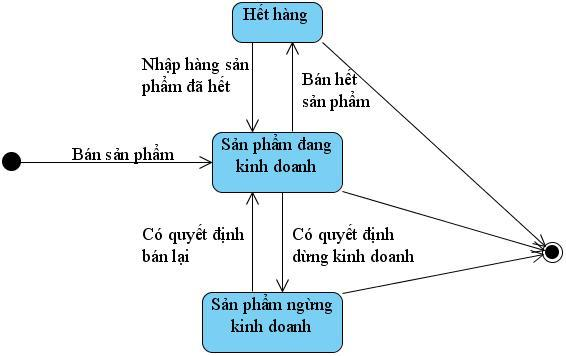 Hết hàng
Nhập hàng sản
phẩm đã hết
Bán hết
sản phẩm
Bán sản phẩm
Sản phẩm đang
kinh doanh
Có quyết định
bán lại
Có quyết định
dừng kinh doanh
Sản phẩm ngừng
kinh doanh